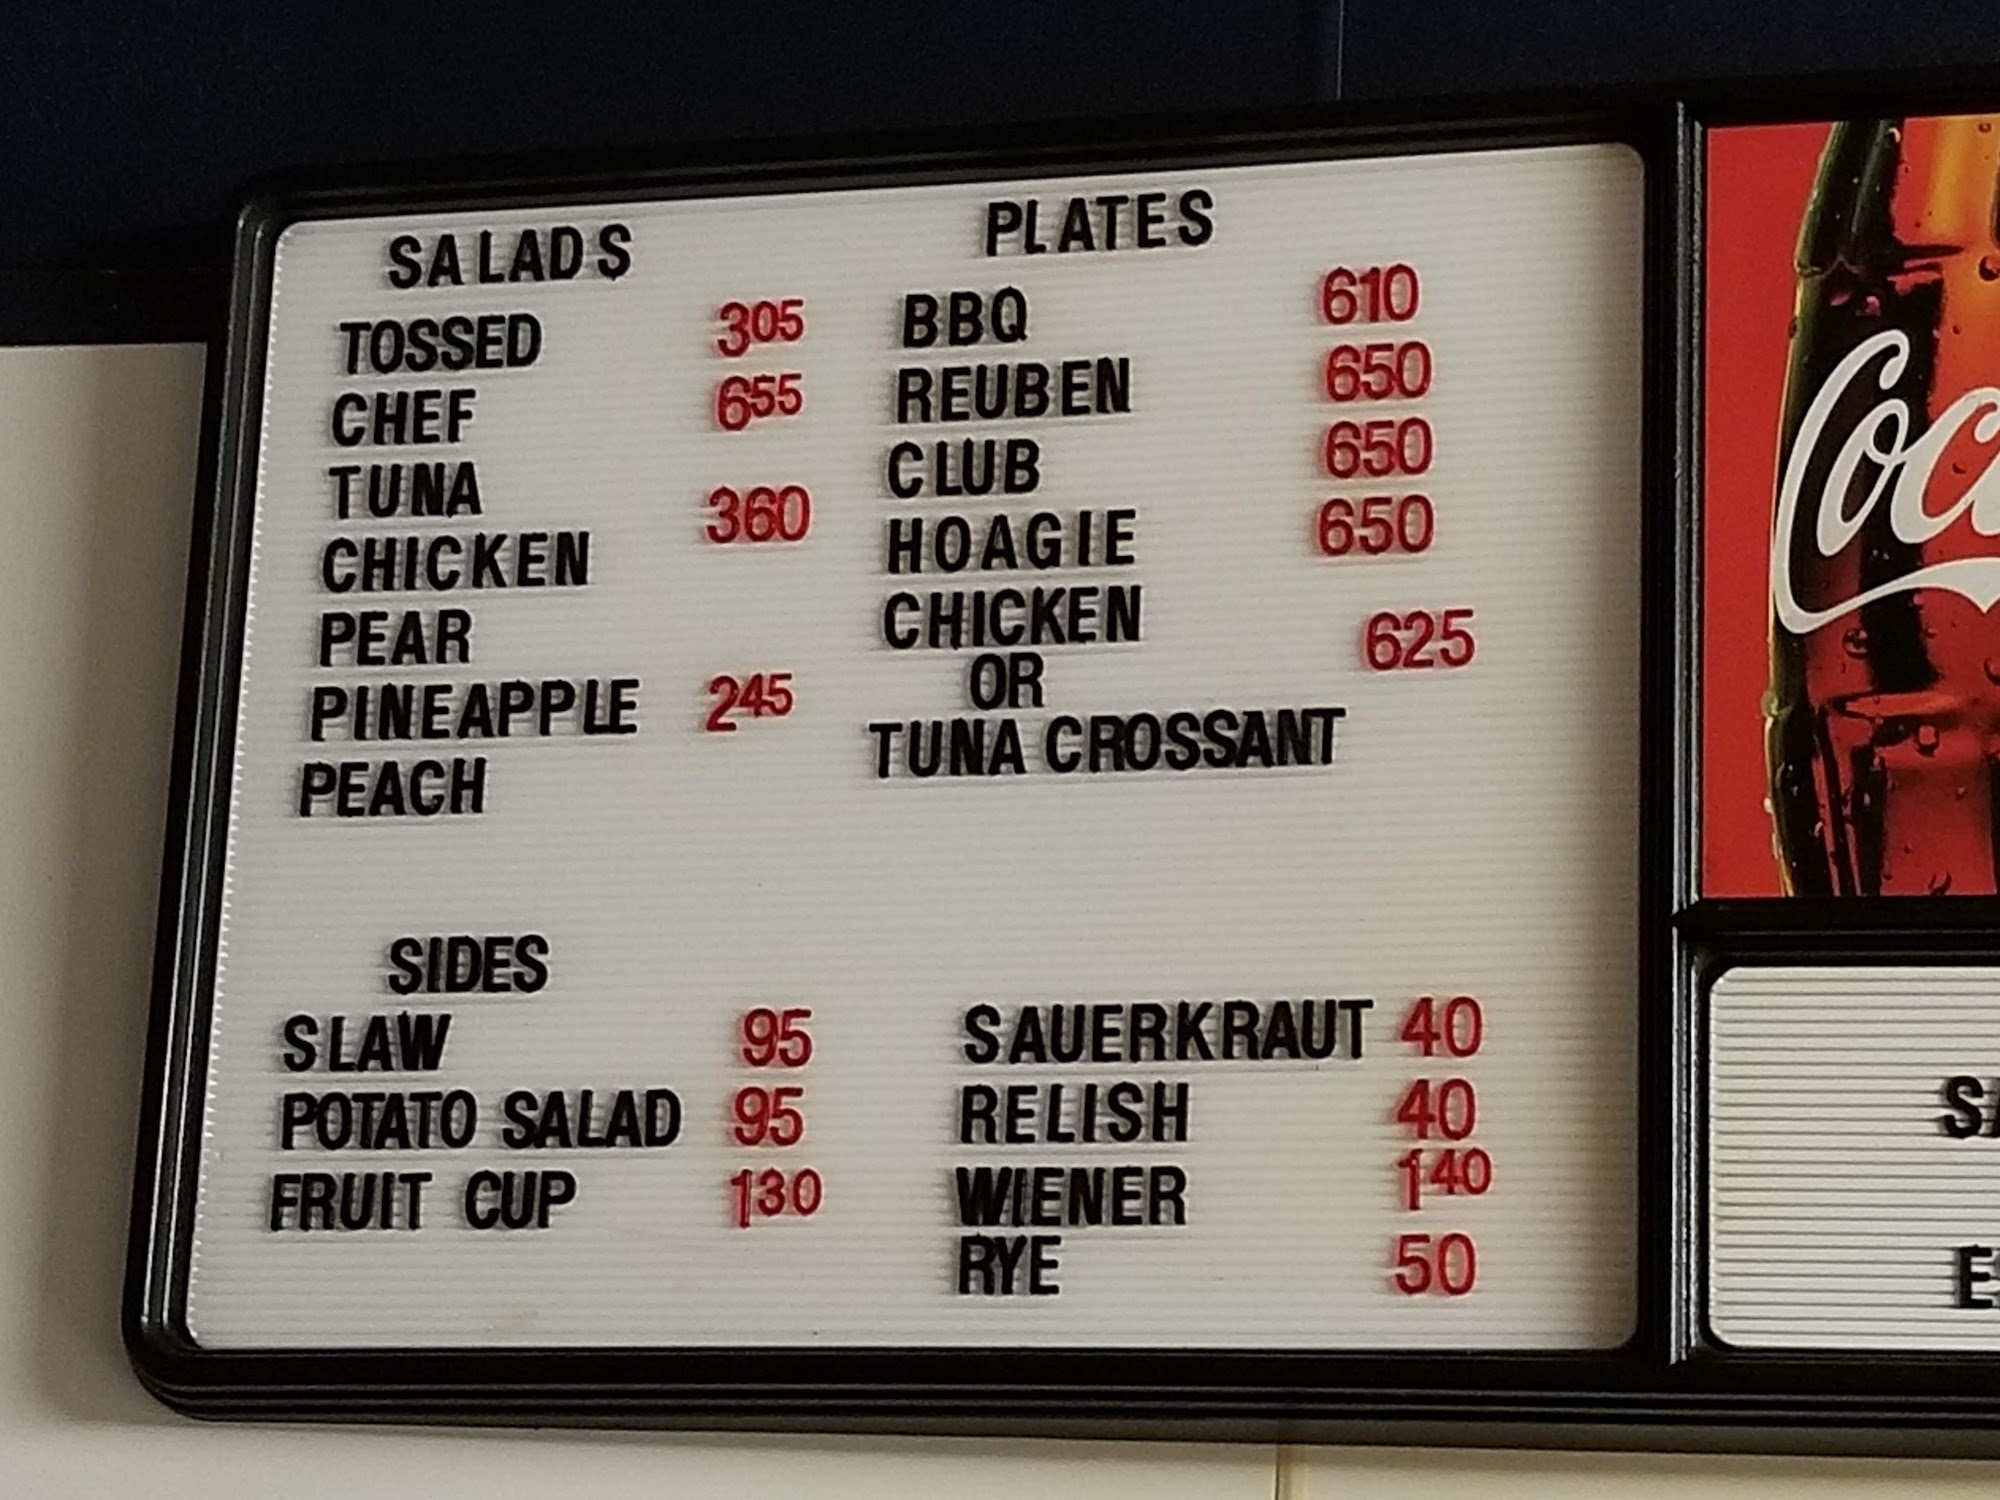 SALADS
TOSSED 305
CHEF 655
TUNA
360
CHICKEN
PEAR
PINEAPPLE 245
PEACH
PLATES
BBQ 610
REUBEN 650
CLUB 650
HOAGIE 650
CHICKEN
OR 625
TUNA CROSSANT
SIDES
SLAW 95
POTATO SALAD 95
FRUIT CUP 130
SAUERKRAUT 40
RELISH 40
WIENER 140
RYE 50